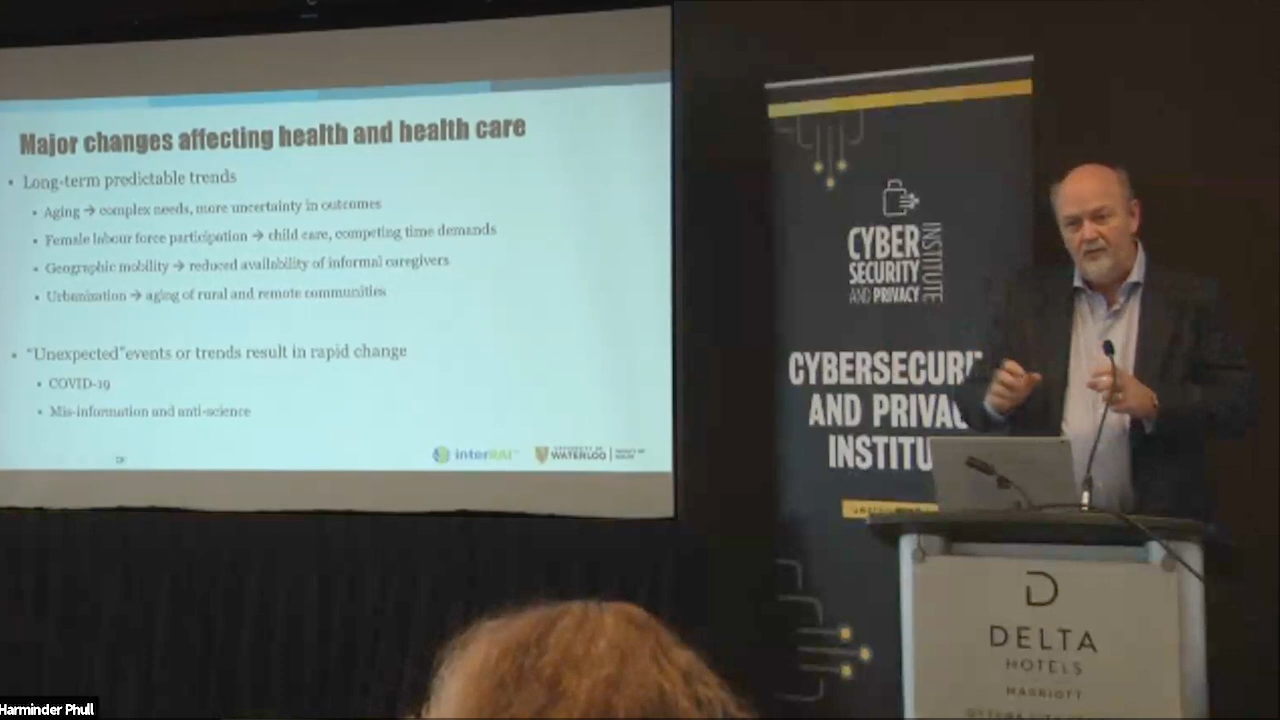 Major changes affecting health and health care
• Long-term predictable trends
• Aging → complex needs, more uncertainty in outcomes
• Female labour force participation → child care, competing time demands
• Geographic mobility → reduced availability of informal caregivers
• Urbanization → aging of rural and remote communities
• "Unexpected" events or trends result in rapid change
• COVID-19
• Mis-information and anti-science
interRAI
UNIVERSITY OF
WATERLOO
CYBER
SECURITY
AND PRIVACY
INSTITUTE
CYBERSECURI
AND PRIVAC
INSTITU
D
DELTA
HOTELS
MARRIOTT
Harminder Phull